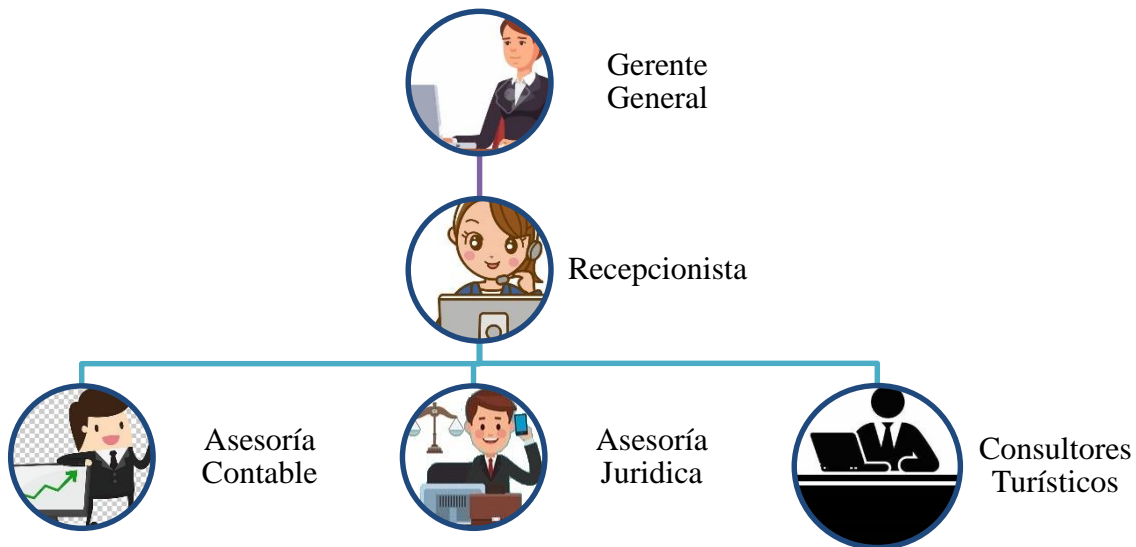 Gerente
General
Recepcionista
Asesoría
Contable
Asesoría
Juridica
Consultores
Turísticos